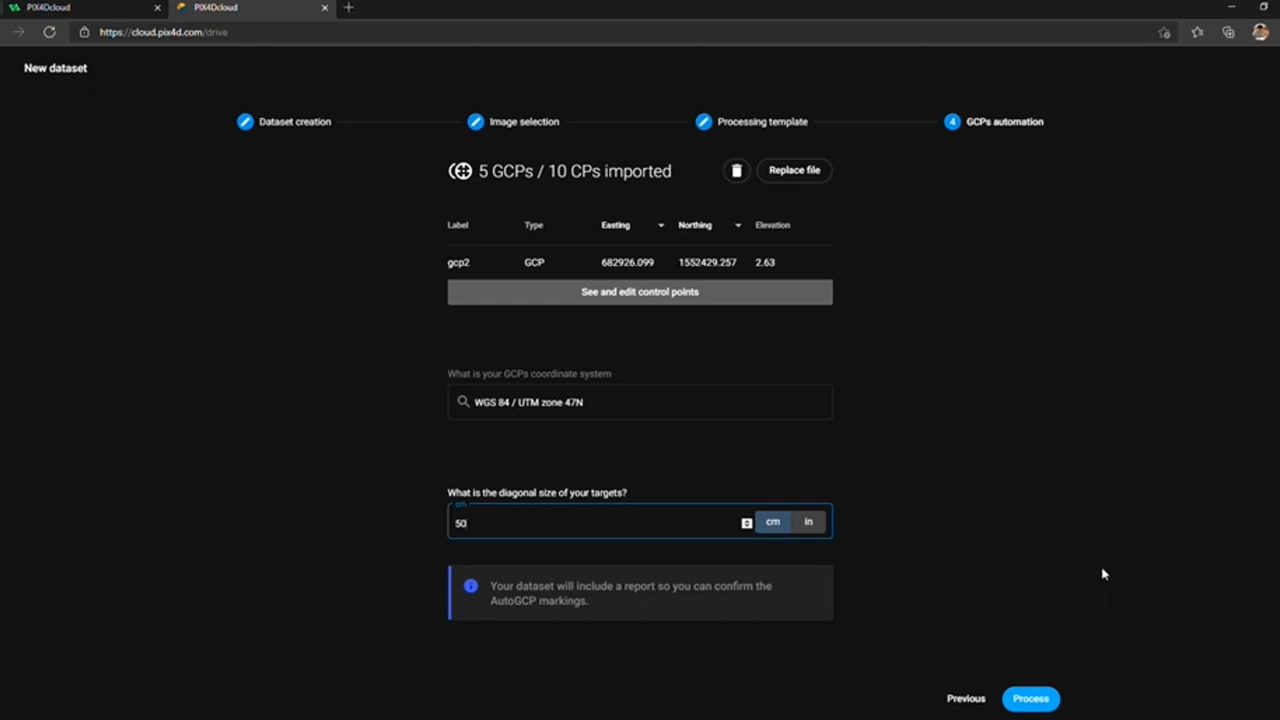 PIX4Dcloud
PIX4Dcloud
https://cloud.pix4d.com/drive
New dataset
Dataset creation
Image selection
Processing template
4 GCPs automation
5 GCPs / 10 CPs imported
Replace file
Label Type Easting Northing Elevation
gcp2 GCP 682926.099 1552429.257 2.63
See and edit control points
What is your GCPs coordinate system
WGS 84 / UTM zone 47N
What is the diagonal size of your targets?
cm
50
cm in
Your dataset will include a report so you can confirm the
AutoGCP markings.
Previous
Process